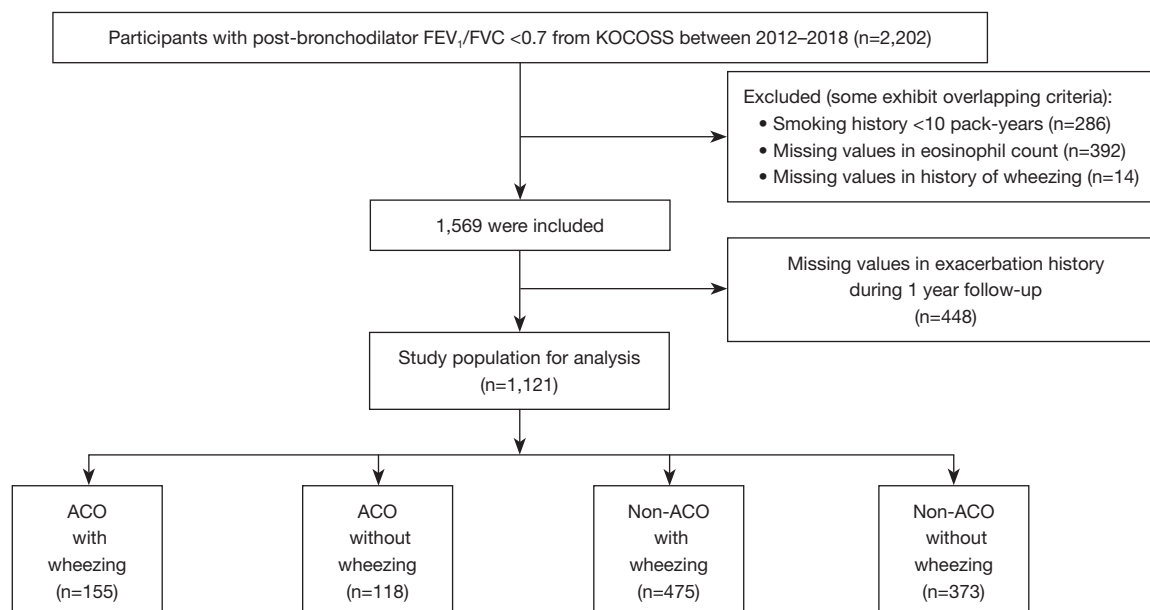 Participants with post-bronchodilator FEV₁/FVC <0.7 from KOCOSS between 2012–2018 (n=2,202)
Excluded (some exhibit overlapping criteria):
• Smoking history <10 pack-years (n=286)
• Missing values in eosinophil count (n=392)
• Missing values in history of wheezing (n=14)
1,569 were included
Missing values in exacerbation history
during 1 year follow-up
(n=448)
Study population for analysis
(n=1,121)
ACO
with
wheezing
(n=155)
ACO
without
wheezing
(n=118)
Non-ACO
with
wheezing
(n=475)
Non-ACO
without
wheezing
(n=373)